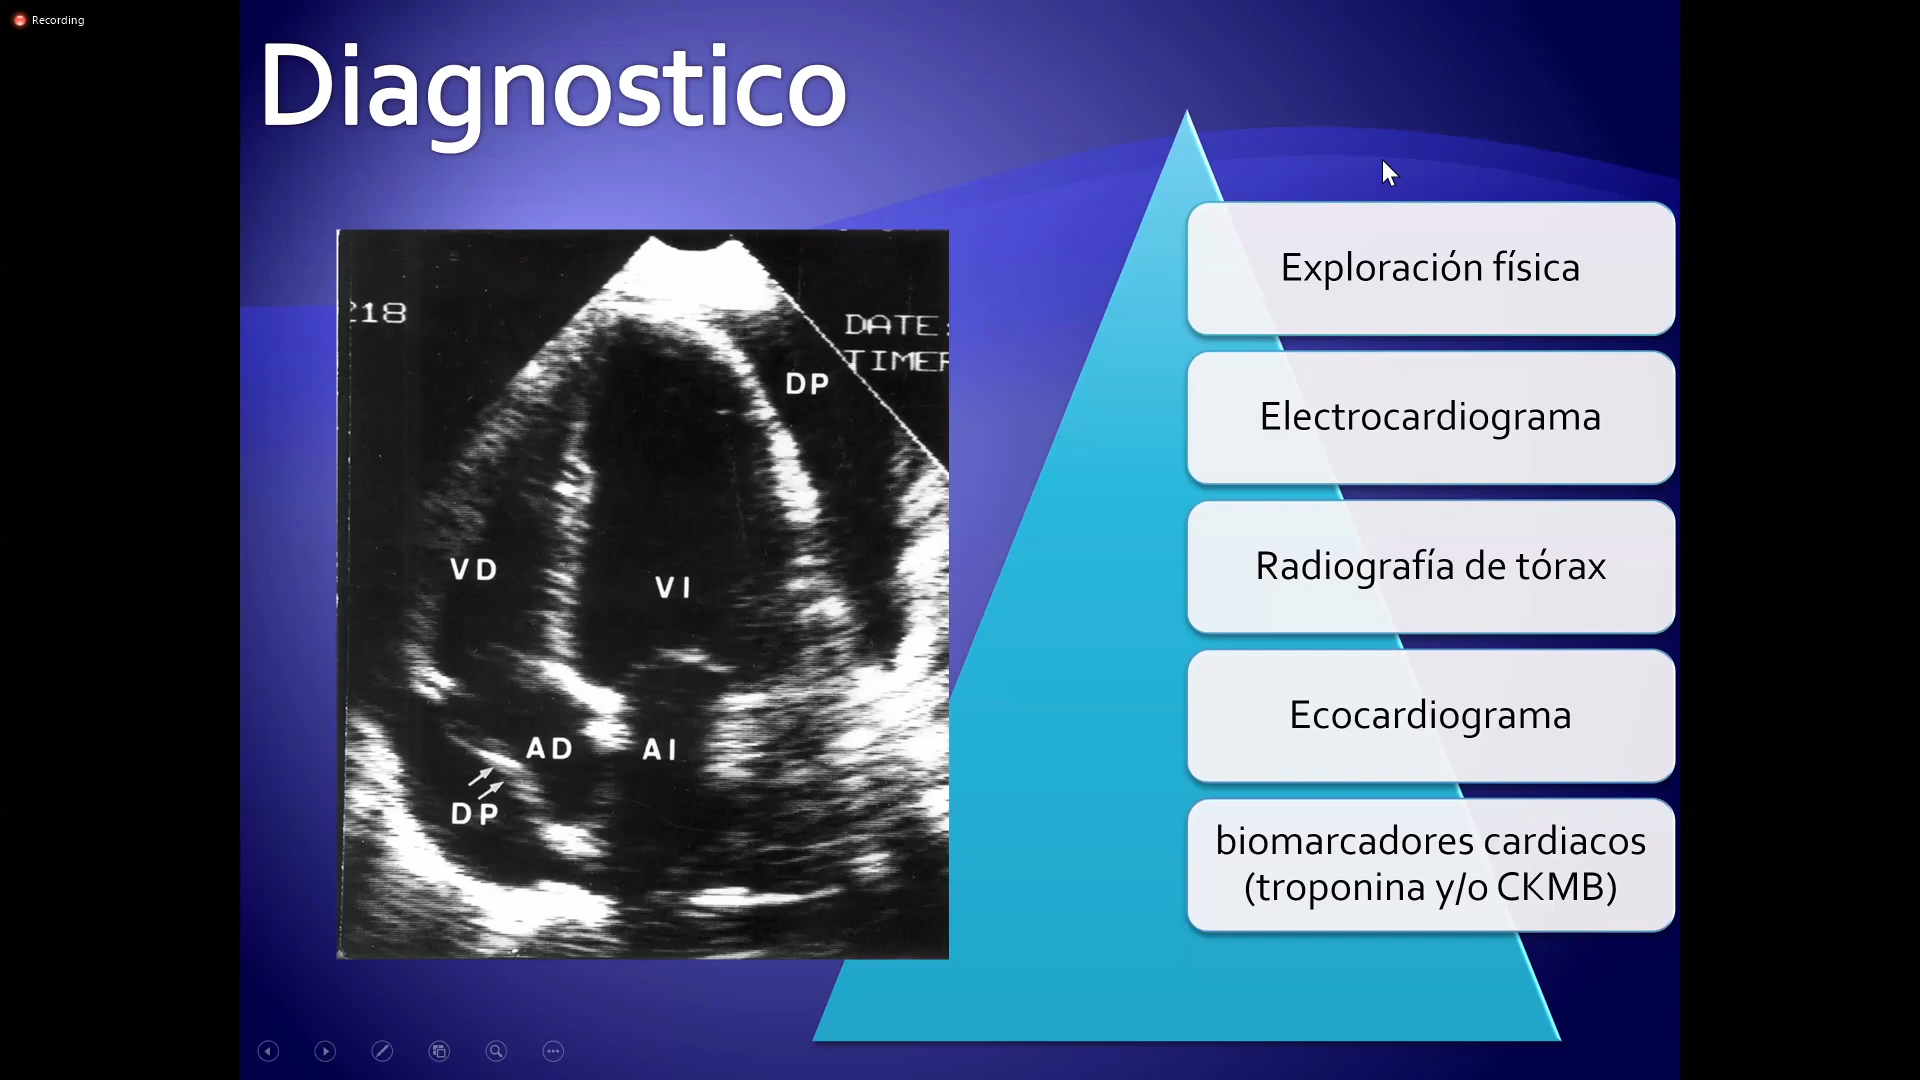 Recording
Diagnostico
218
DATE:
TIMER
DP
VD
VI
AD
AI
DP
Exploración física
Electrocardiograma
Radiografía de tórax
Ecocardiograma
biomarcadores cardiacos
(troponina y/o CKMB)